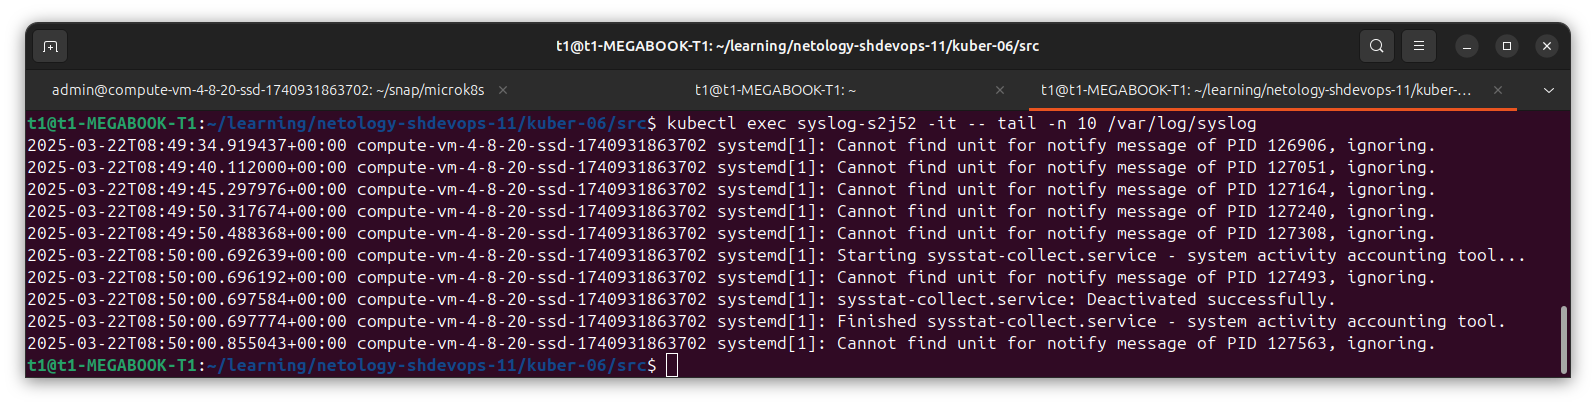 t1@t1-MEGABOOK-T1: ~/learning/netology-shdevops-11/kuber-06/src
admin@compute-vm-4-8-20-ssd-1740931863702: ~/snap/microk8s
t1@t1-MEGABOOK-T1: ~
t1@t1-MEGABOOK-T1: ~/learning/netology-shdevops-11/kuber-...
t1@t1-MEGABOOK-T1:~/learning/netology-shdevops-11/kuber-06/src$ kubectl exec syslog-s2j52 -it -- tail -n 10 /var/log/syslog
2025-03-22T08:49:34.919437+00:00 compute-vm-4-8-20-ssd-1740931863702 systemd[1]: Cannot find unit for notify message of PID 126906, ignoring.
2025-03-22T08:49:40.112000+00:00 compute-vm-4-8-20-ssd-1740931863702 systemd[1]: Cannot find unit for notify message of PID 127051, ignoring.
2025-03-22T08:49:45.297976+00:00 compute-vm-4-8-20-ssd-1740931863702 systemd[1]: Cannot find unit for notify message of PID 127164, ignoring.
2025-03-22T08:49:50.317674+00:00 compute-vm-4-8-20-ssd-1740931863702 systemd[1]: Cannot find unit for notify message of PID 127240, ignoring.
2025-03-22T08:49:50.488368+00:00 compute-vm-4-8-20-ssd-1740931863702 systemd[1]: Cannot find unit for notify message of PID 127308, ignoring.
2025-03-22T08:50:00.692639+00:00 compute-vm-4-8-20-ssd-1740931863702 systemd[1]: Starting sysstat-collect.service - system activity accounting tool...
2025-03-22T08:50:00.696192+00:00 compute-vm-4-8-20-ssd-1740931863702 systemd[1]: Cannot find unit for notify message of PID 127493, ignoring.
2025-03-22T08:50:00.697584+00:00 compute-vm-4-8-20-ssd-1740931863702 systemd[1]: sysstat-collect.service: Deactivated successfully.
2025-03-22T08:50:00.697774+00:00 compute-vm-4-8-20-ssd-1740931863702 systemd[1]: Finished sysstat-collect.service - system activity accounting tool.
2025-03-22T08:50:00.855043+00:00 compute-vm-4-8-20-ssd-1740931863702 systemd[1]: Cannot find unit for notify message of PID 127563, ignoring.
t1@t1-MEGABOOK-T1:~/learning/netology-shdevops-11/kuber-06/src$